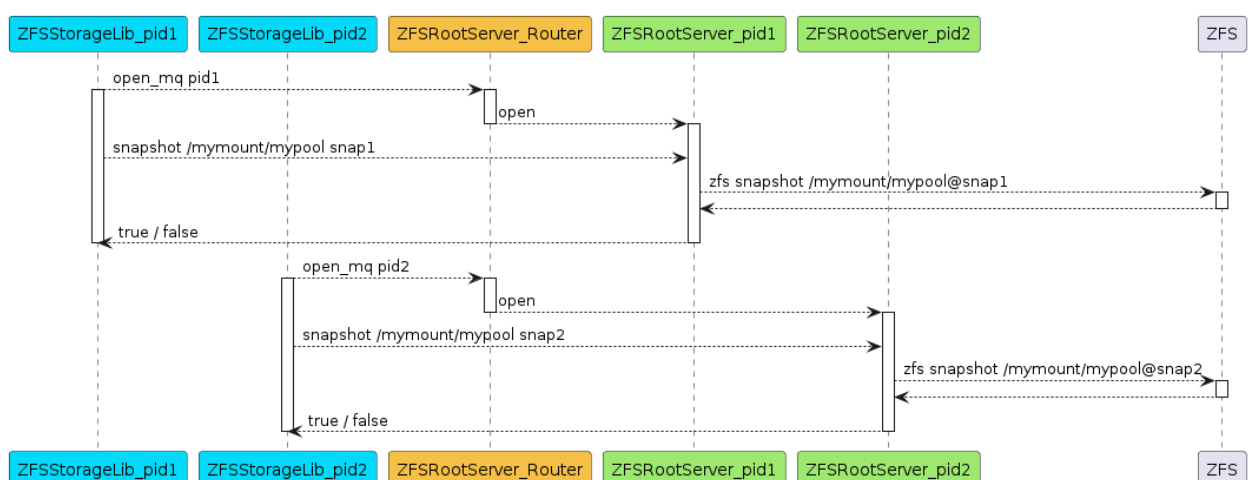 ZFSStorageLib_pid1 ZFSStorageLib_pid2 ZFSRootServer_Router ZFSRootServer_pid1 ZFSRootServer_pid2 ZFS
open_mq pid1
open
snapshot /mymount/mypool snap1
zfs snapshot /mymount/mypool@snap1
true / false
open_mq pid2
open
snapshot /mymount/mypool snap2
zfs snapshot /mymount/mypool@snap2
true / false
ZFSStorageLib_pid1 ZFSStorageLib_pid2 ZFSRootServer_Router ZFSRootServer_pid1 ZFSRootServer_pid2 ZFS